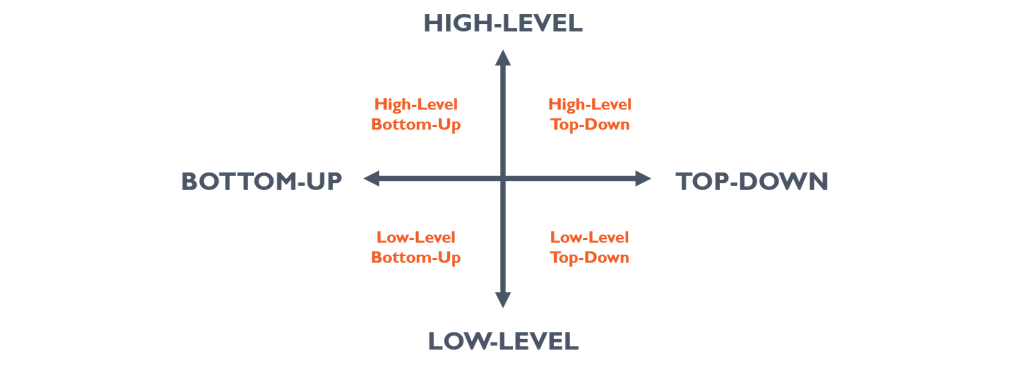 HIGH-LEVEL
High-Level
Bottom-Up
High-Level
Top-Down
BOTTOM-UP
TOP-DOWN
Low-Level
Bottom-Up
Low-Level
Top-Down
LOW-LEVEL